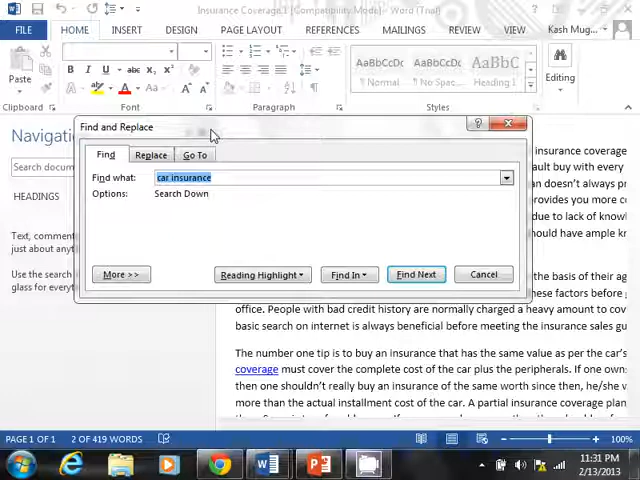 Insurance Coverage1 (Compatibility Mode) - Word (Trial)
FILE HOME INSERT DESIGN PAGE LAYOUT REFERENCES MAILINGS REVIEW VIEW Kash Mug...
Paste
B I U abc x₂ x²
AaBbCcDc AaBbCcDc AaBbC
¶ Normal No Spac... Heading 1
Editing
Clipboard Font Paragraph Styles
Find and Replace
Find Replace Go To
Find what: car insurance
Options: Search Down
More >> Reading Highlight Find In Find Next Cancel
Search docum
HEADINGS
Text, comment
just about anyt
Use the search
glass for everyt
insurance coverage
ault buy with every
an doesn't always pr
provides you more co
due to lack of know
hould have ample k
the basis of their ag
hese factors before
office. People with bad credit history are normally charged a heavy amount to cov
basic search on internet is always beneficial before meeting the insurance sales gu
The number one tip is to buy an insurance that has the same value as per the car's
coverage must cover the complete cost of the car plus the peripherals. If one owns
then one shouldn't really buy an insurance of the same worth since then, he/she w
more than the actual installment cost of the car. A partial insurance coverage plan
PAGE 1 OF 1 2 OF 419 WORDS 100%
11:31 PM
2/13/2013